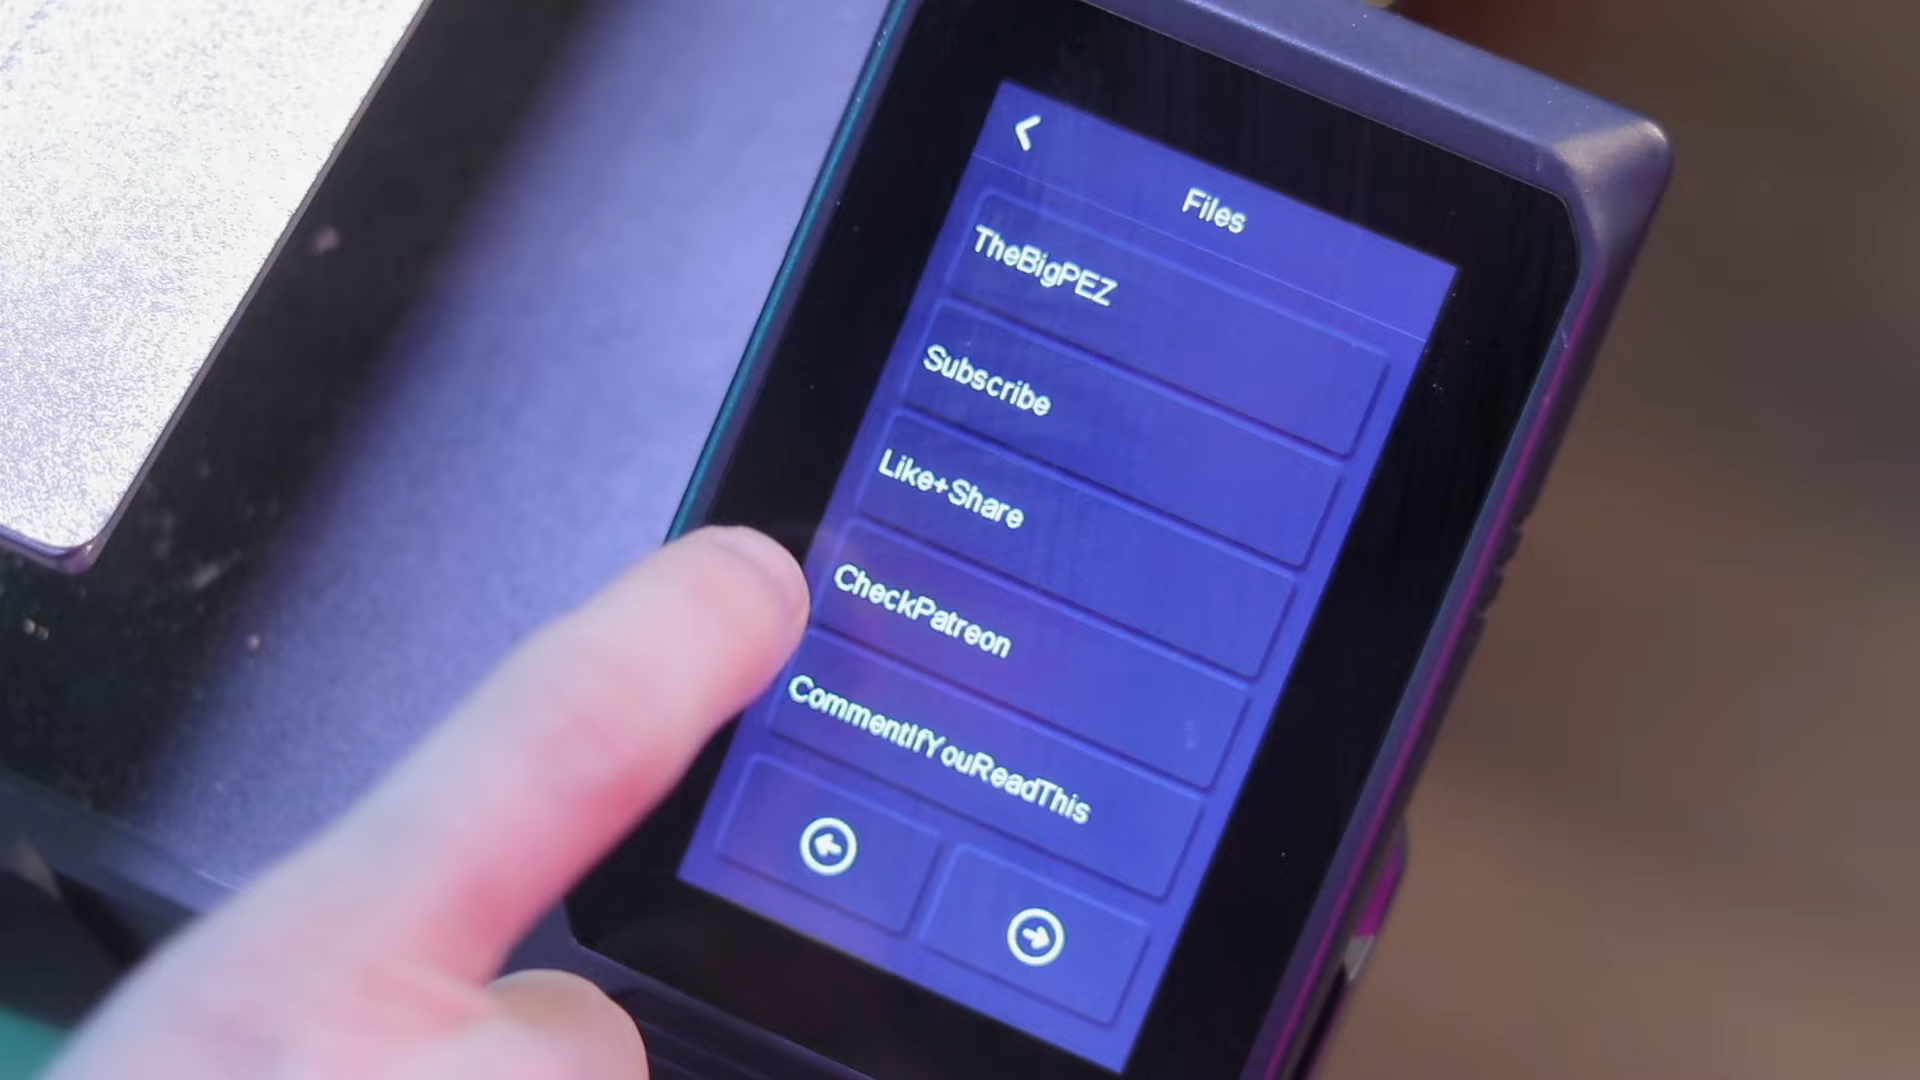 Files
TheBigPEZ
Subscribe
Like+Share
CheckPatreon
CommentIfYouReadThis